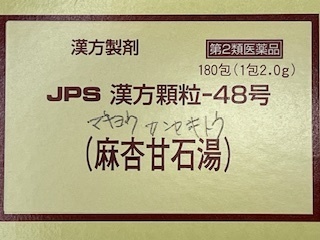 漢方製剤
第2類医薬品
180包(1包2.0g)
JPS 漢方顆粒-48号
マキョウ カンセキトウ
(麻杏甘石湯)